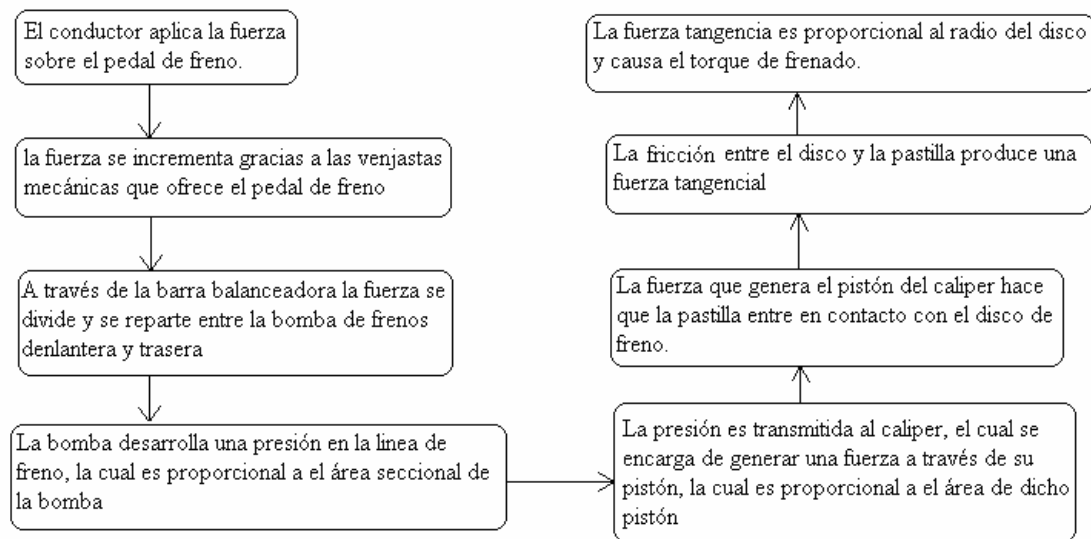 El conductor aplica la fuerza
sobre el pedal de freno.
la fuerza se incrementa gracias a las venjastas
mecánicas que ofrece el pedal de freno
A través de la barra balanceadora la fuerza se
divide y se reparte entre la bomba de frenos
denlantera y trasera
La bomba desarrolla una presión en la linea de
freno, la cual es proporcional a el área seccional de
la bomba
La presión es transmitida al caliper, el cual se
encarga de generar una fuerza a través de su
pistón, la cual es proporcional a el área de dicho
pistón
La fuerza que genera el pistón del caliper hace
que la pastilla entre en contacto con el disco de
freno.
La fricción entre el disco y la pastilla produce una
fuerza tangencial
La fuerza tangencia es proporcional al radio del disco
y causa el torque de frenado.